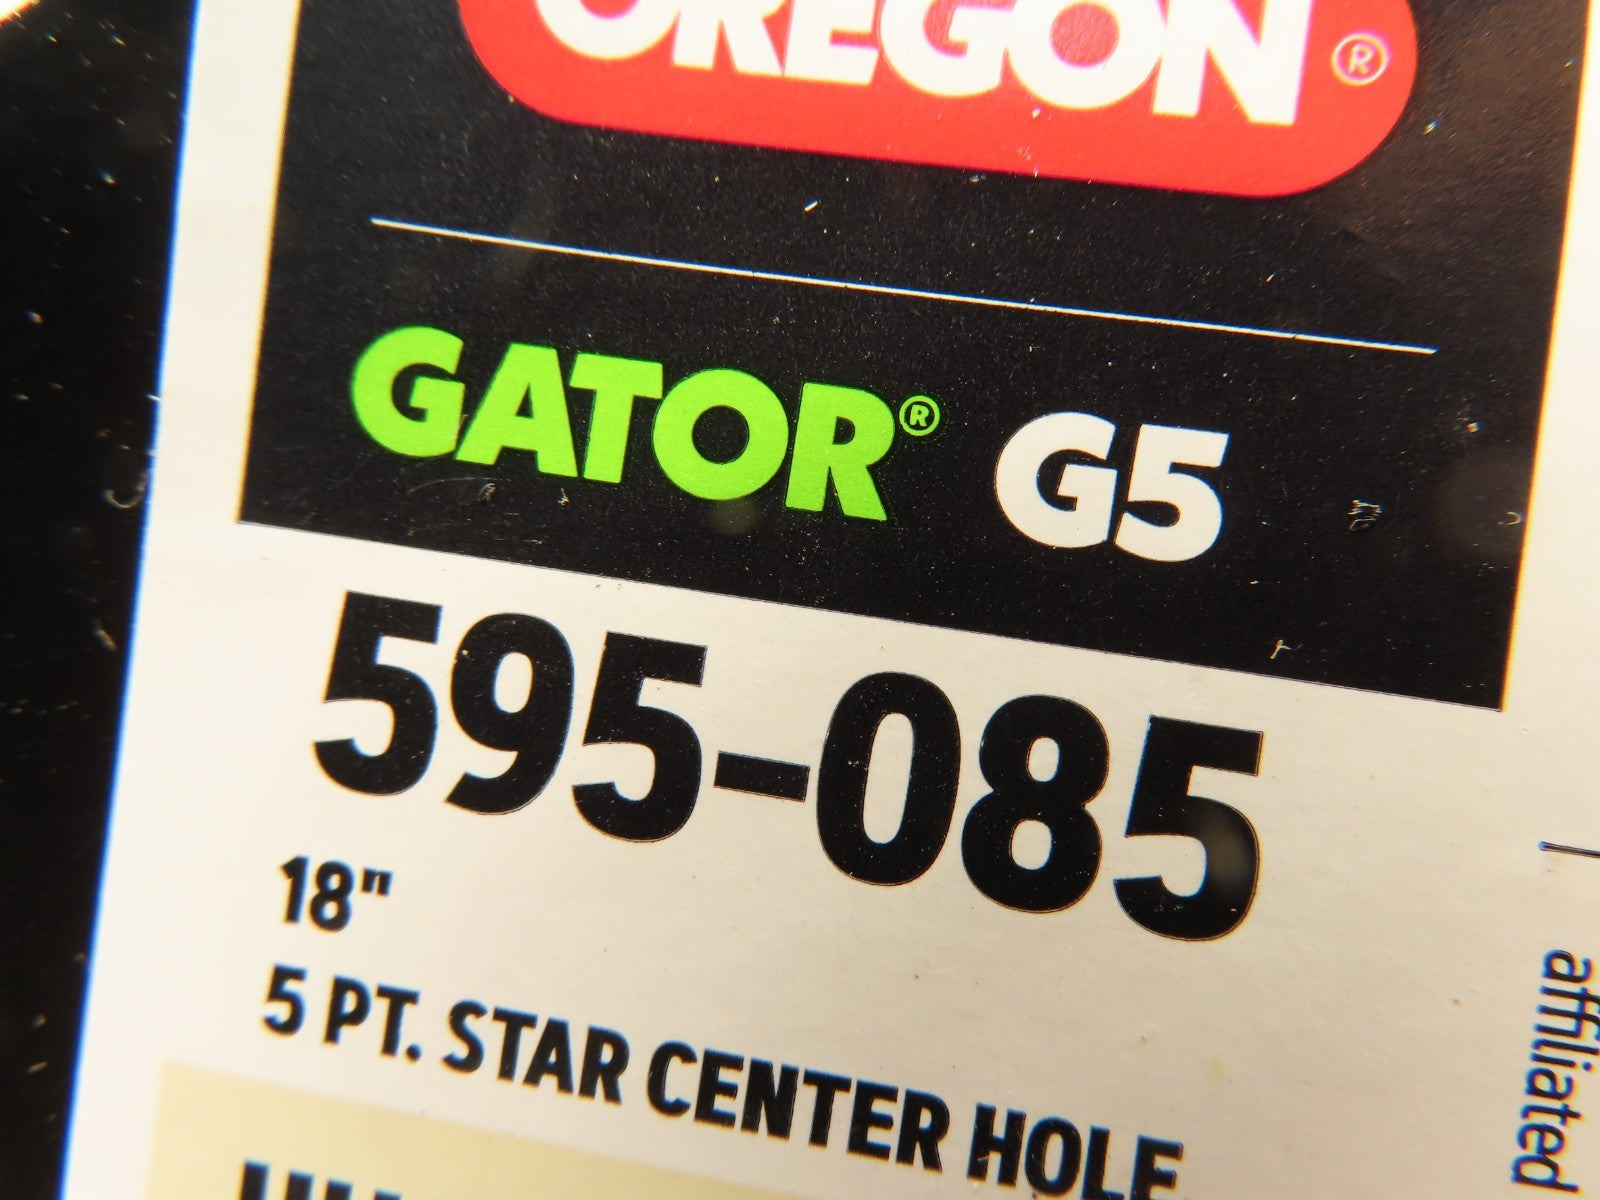 OREGON®
GATOR® G5
595-085
18"
5 PT. STAR CENTER HOLE
affiliated